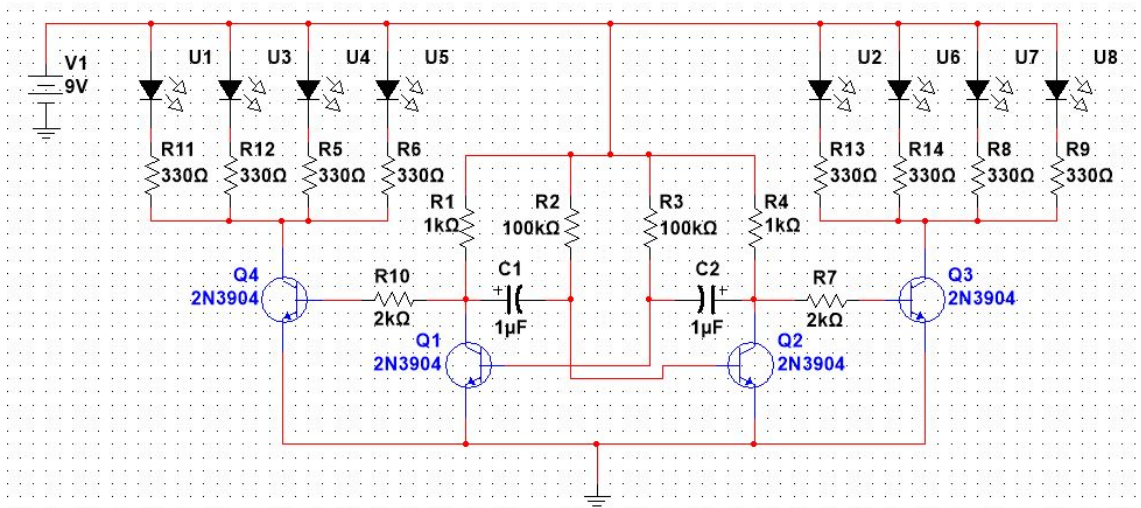 V1
9V
U1
U3
U4
U5
U2
U6
U7
U8
R11
330Ω
R12
330Ω
R5
330Ω
R6
330Ω
R13
330Ω
R14
330Ω
R8
330Ω
R9
330Ω
R1
1kΩ
R2
100kΩ
R3
100kΩ
R4
1kΩ
Q4
2N3904
R10
2kΩ
C1
+
1µF
C2
+
1µF
R7
2kΩ
Q3
2N3904
Q1
2N3904
Q2
2N3904